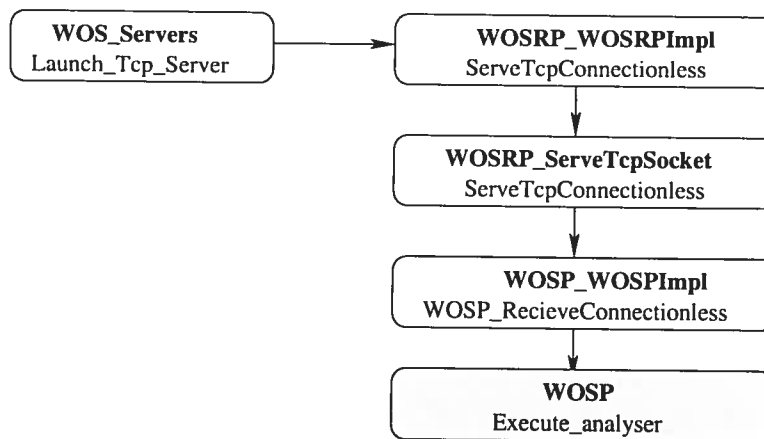 WOS_Servers
Launch_Tcp_Server
WOSRP_WOSRPImpl
ServeTcpConnectionless
WOSRP_ServeTcpSocket
ServeTcpConnectionless
WOSP_WOSPImpl
WOSP_RecieveConnectionless
WOSP
Execute_analyser